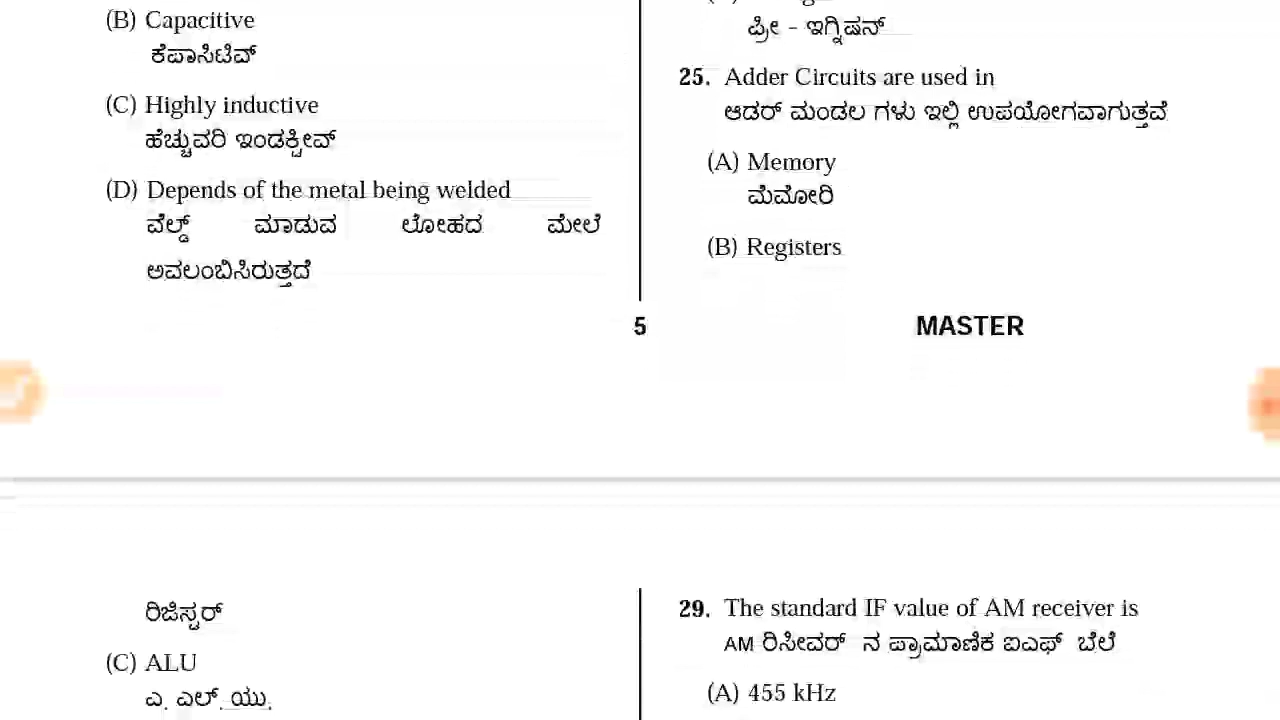 (B) Capacitive
ಕೆಪಾಸಿಟಿವ್
(C) Highly inductive
ಹೆಚ್ಚುವರಿ ಇಂಡಕ್ಟೀವ್
(D) Depends of the metal being welded
ವೆಲ್ಡ್ ಮಾಡುವ ಲೋಹದ ಮೇಲೆ
ಅವಲಂಬಿಸಿರುತ್ತದೆ
ಪ್ರೀ - ಇಗ್ನಿಷನ್
25. Adder Circuits are used in
ಆಡರ್ ಮಂಡಲ ಗಳು ಇಲ್ಲಿ ಉಪಯೋಗವಾಗುತ್ತವೆ
(A) Memory
ಮೆಮೋರಿ
(B) Registers
5 MASTER
ರಿಜಿಸ್ಟರ್
(C) ALU
ಎ. ಎಲ್. ಯು.
29. The standard IF value of AM receiver is
AM ರಿಸೀವರ್ ನ ಪ್ರಾಮಾಣಿಕ ಐಎಫ್ ಬೆಲೆ
(A) 455 kHz